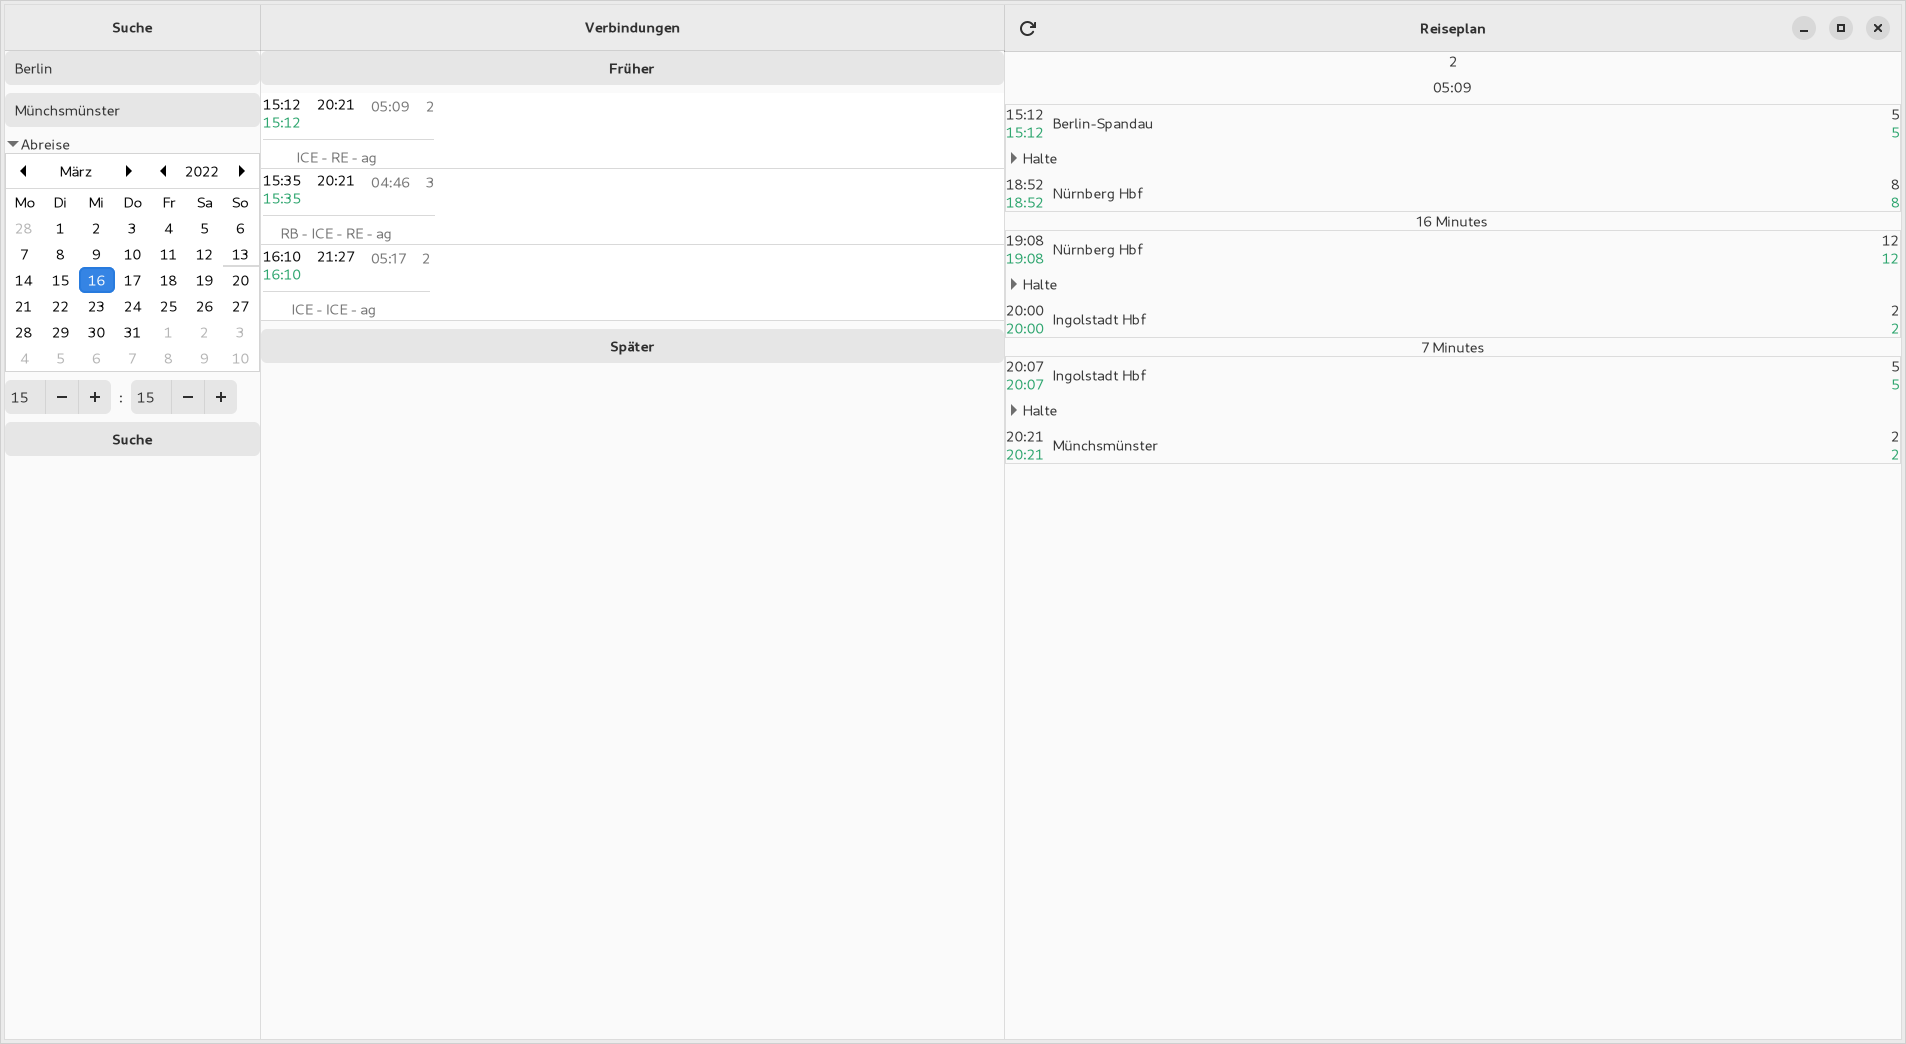 Suche
Berlin
Münchsmünster
Abreise
März 2022
Mo Di Mi Do Fr Sa So
28 1 2 3 4 5 6
7 8 9 10 11 12 13
14 15 16 17 18 19 20
21 22 23 24 25 26 27
28 29 30 31 1 2 3
4 5 6 7 8 9 10
15 − + : 15 − +
Suche
Verbindungen
Früher
15:12 20:21 05:09 2
15:12
ICE - RE - ag
15:35 20:21 04:46 3
15:35
RB - ICE - RE - ag
16:10 21:27 05:17 2
16:10
ICE - ICE - ag
Später
Reiseplan
2
05:09
15:12 Berlin-Spandau 5
15:12 5
Halte
18:52 Nürnberg Hbf 8
18:52 8
16 Minutes
19:08 Nürnberg Hbf 12
19:08 12
Halte
20:00 Ingolstadt Hbf 2
20:00 2
7 Minutes
20:07 Ingolstadt Hbf 5
20:07 5
Halte
20:21 Münchsmünster 2
20:21 2